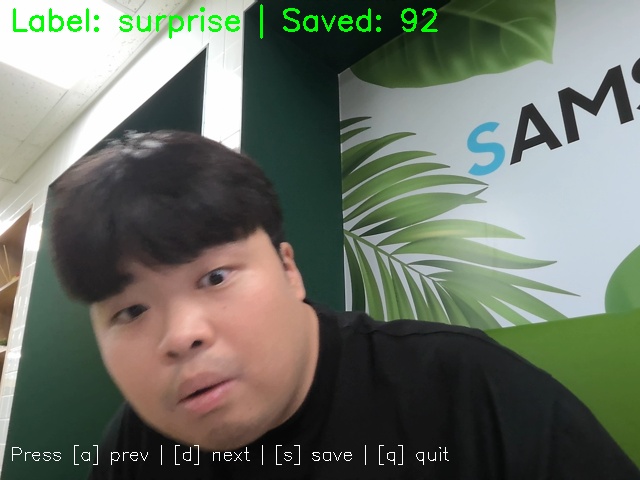 Label: surprise | Saved: 92
SAMS
Press [a] prev | [d] next | [s] save | [q] quit